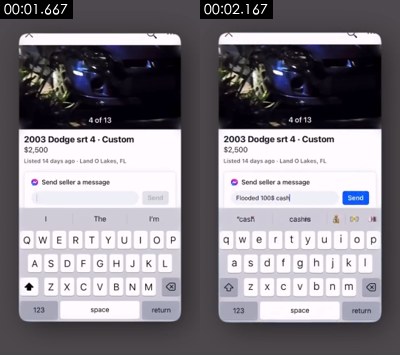 00:01.667
4 of 13
2003 Dodge srt 4 · Custom
$2,500
Listed 14 days ago · Land O Lakes, FL
Send seller a message
Send
I The I'm
Q W E R T Y U I O P
A S D F G H J K L
Z X C V B N M
123 space return
00:02.167
4 of 13
2003 Dodge srt 4 · Custom
$2,500
Listed 14 days ago · Land O Lakes, FL
Send seller a message
Flooded 100$ cash
Send
"cash"
q w e r t y u i o p
a s d f g h j k l
z x c v b n m
123 space return